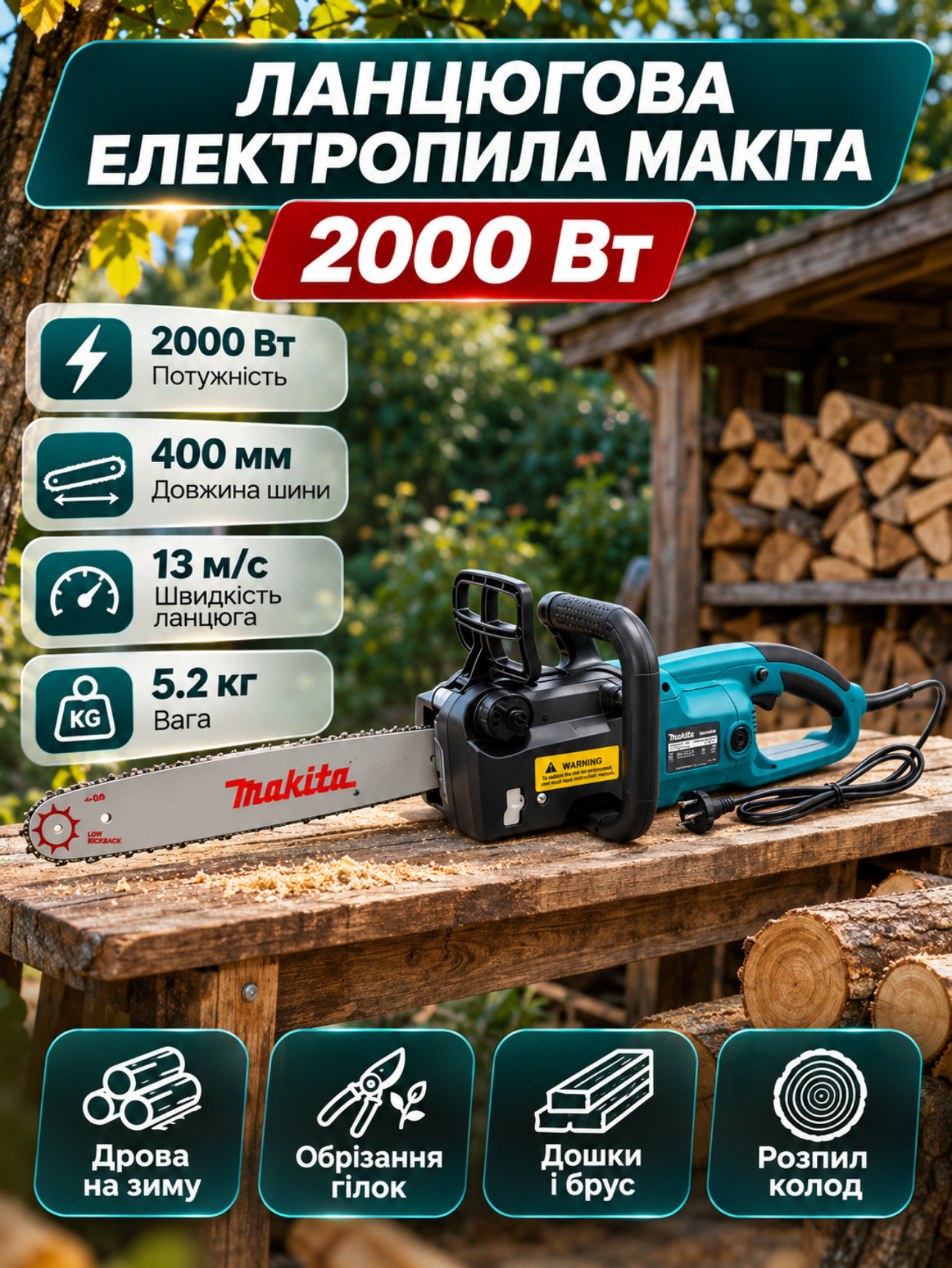 ЛАНЦЮГОВА
ЕЛЕКТРОПИЛА МАКІТА
2000 Вт
2000 Вт
Потужність
400 мм
Довжина шини
13 м/с
Швидкість
ланцюга
5.2 кг
KG
Вага
makita
LOW
KICKBACK
WARNING
makita
Дрова
на зиму
Обрізання
гілок
Дошки
і брус
Розпил
колод